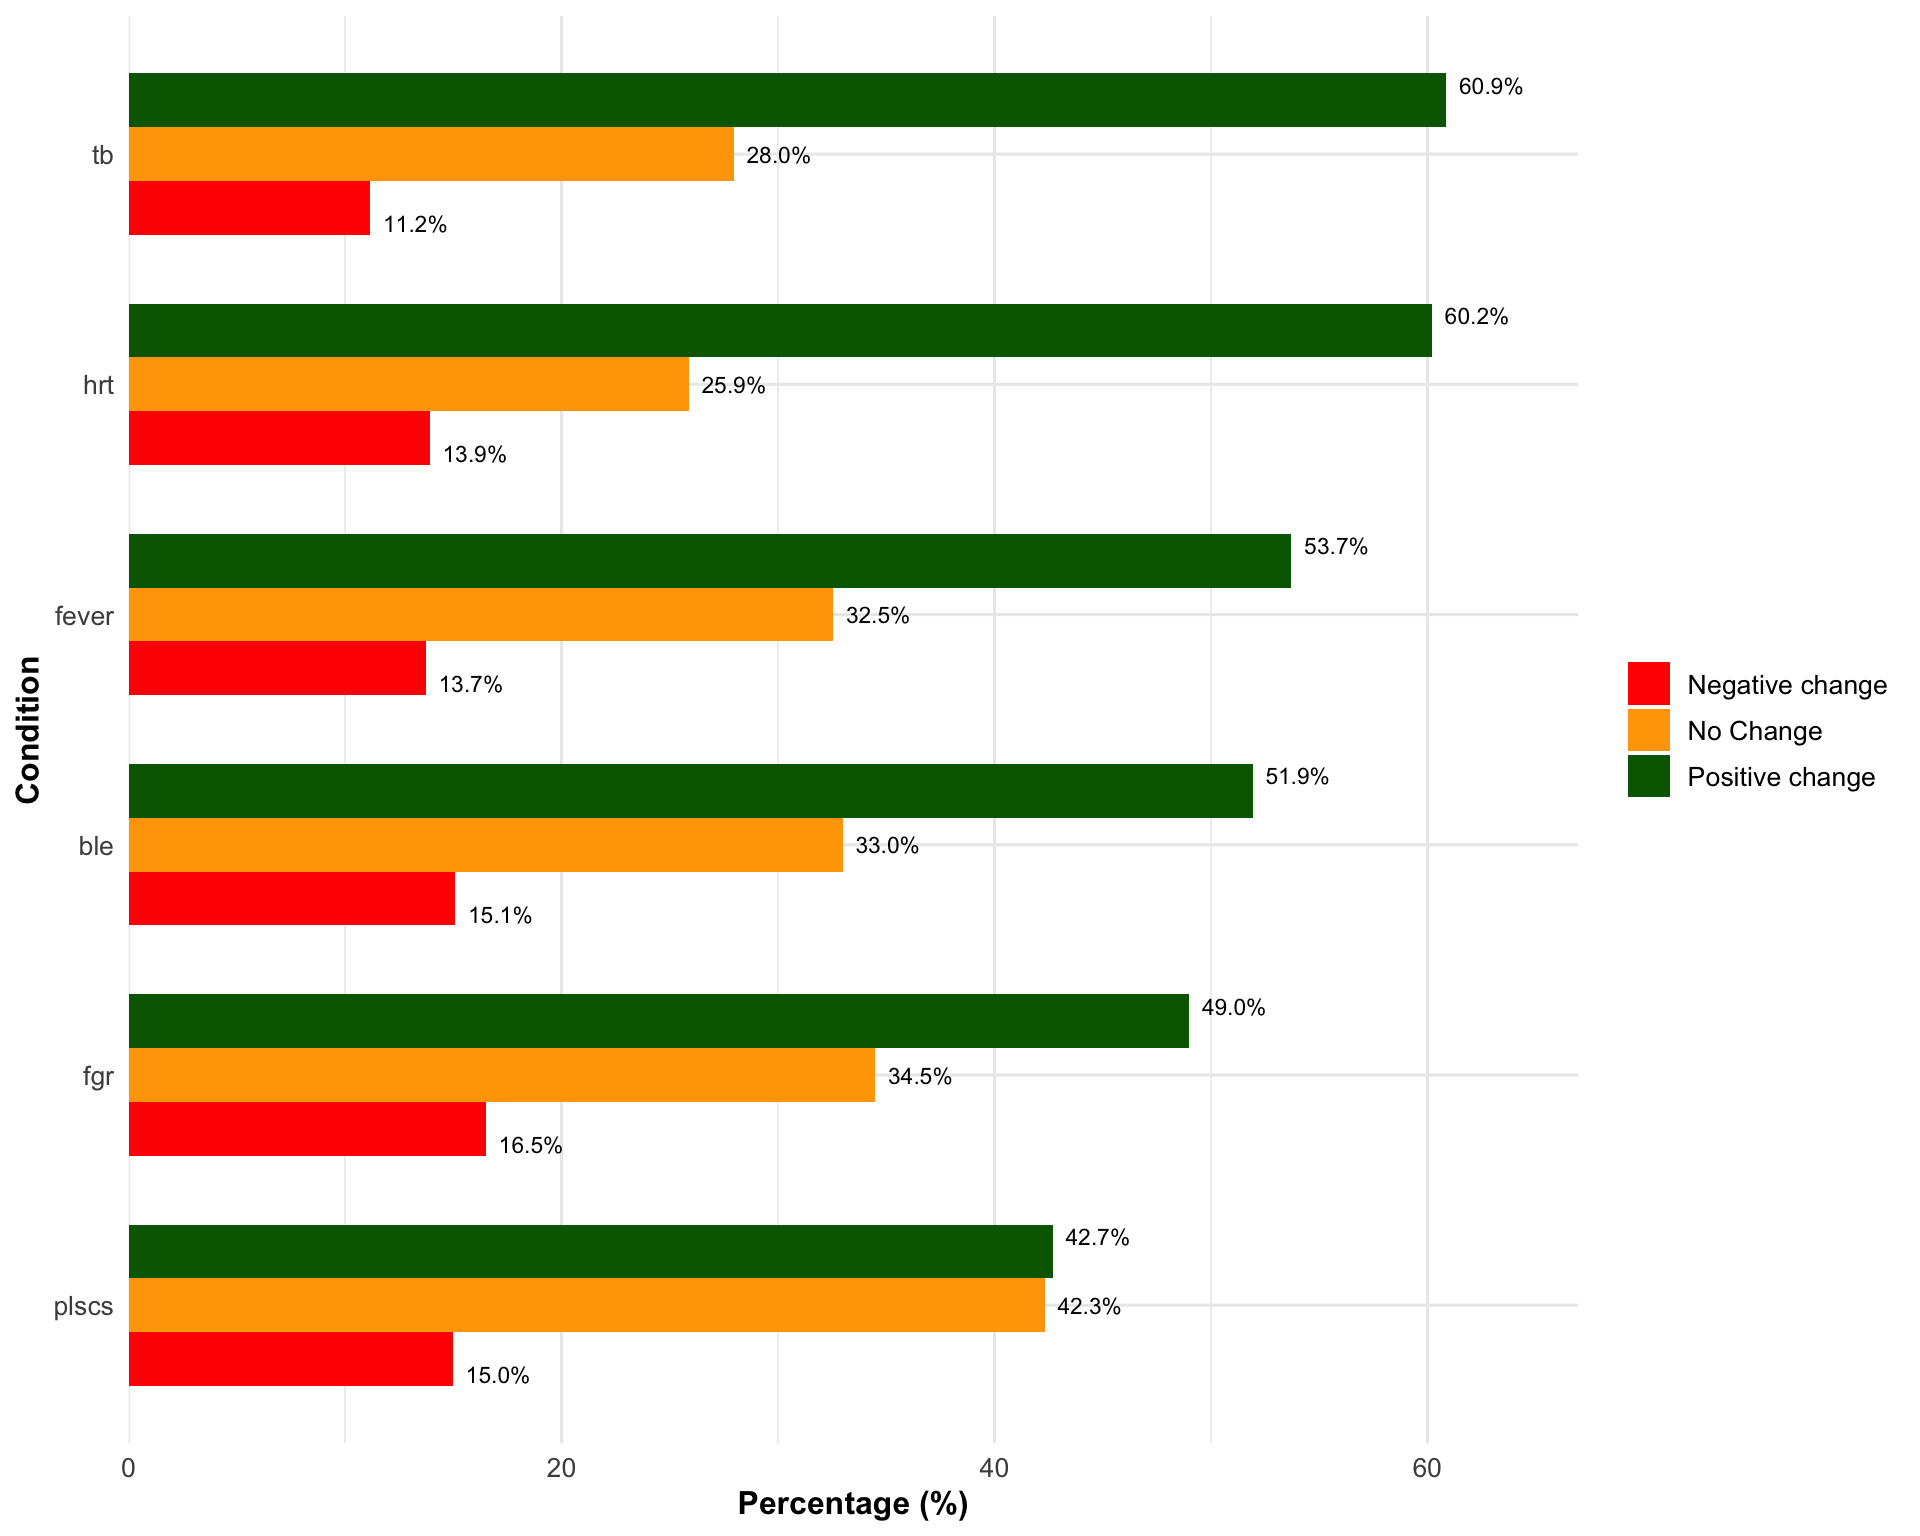 60.9%
tb
28.0%
11.2%
60.2%
hrt
25.9%
13.9%
53.7%
fever
32.5%
13.7%
51.9%
ble
33.0%
15.1%
49.0%
fgr
34.5%
16.5%
42.7%
plscs
42.3%
15.0%
Condition
0 20 40 60
Percentage (%)
Negative change
No Change
Positive change